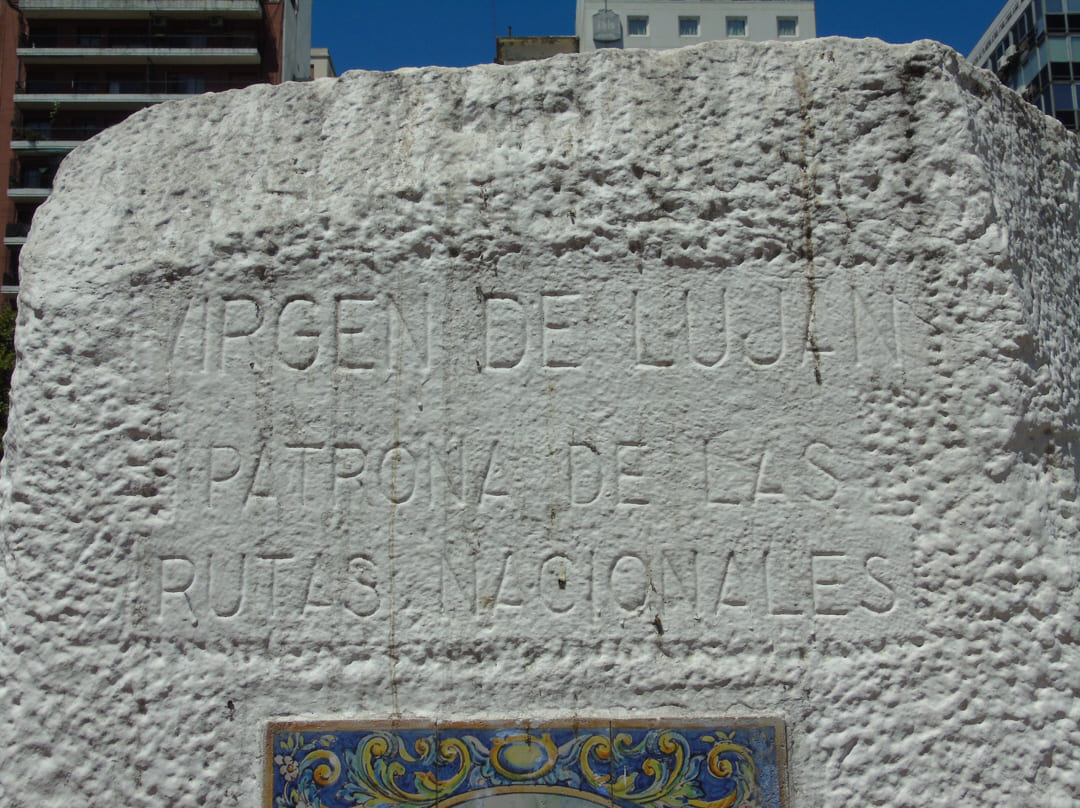 VIRGEN DE LUJAN
PATRONA DE LAS
RUTAS NACIONALES